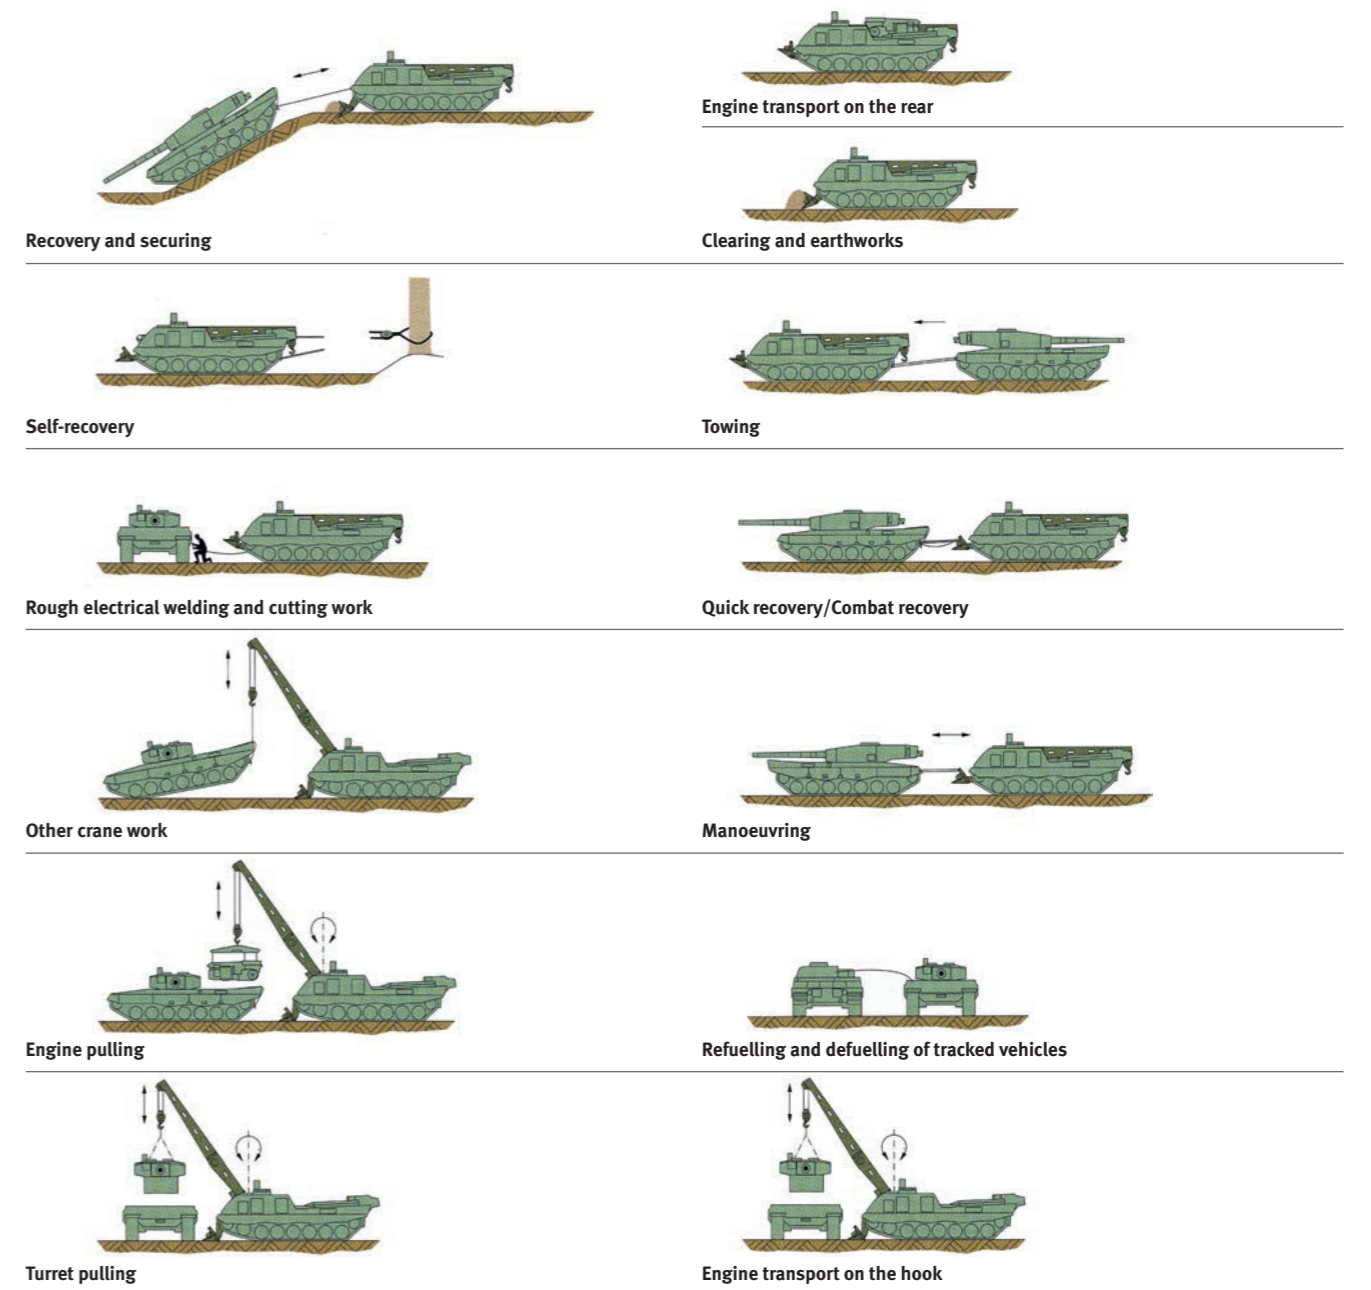 Engine transport on the rear
Recovery and securing
Clearing and earthworks
Self-recovery
Towing
Rough electrical welding and cutting work
Quick recovery/Combat recovery
Other crane work
Manoeuvring
Engine pulling
Refuelling and defuelling of tracked vehicles
Turret pulling
Engine transport on the hook